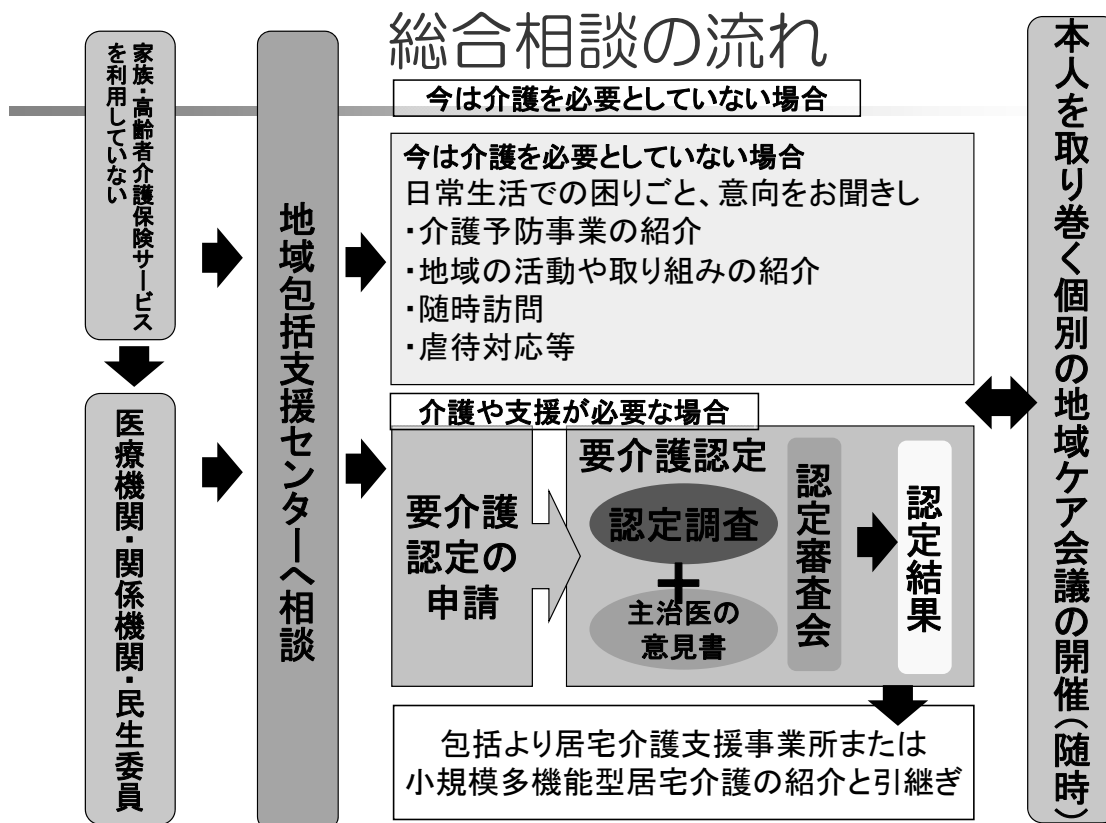 総合相談の流れ
家族・高齢者介護保険サービス
を利用していない
医療機関・関係機関・民生委員
地域包括支援センターへ相談
今は介護を必要としていない場合
今は介護を必要としていない場合
日常生活での困りごと、意向をお聞きし
・介護予防事業の紹介
・地域の活動や取り組みの紹介
・随時訪問
・虐待対応等
介護や支援が必要な場合
要介護
認定の
申請
要介護認定
認定調査
+
主治医の
意見書
認定審査会
認定結果
包括より居宅介護支援事業所または
小規模多機能型居宅介護の紹介と引継ぎ
本人を取り巻く個別の地域ケア会議の開催(随時)